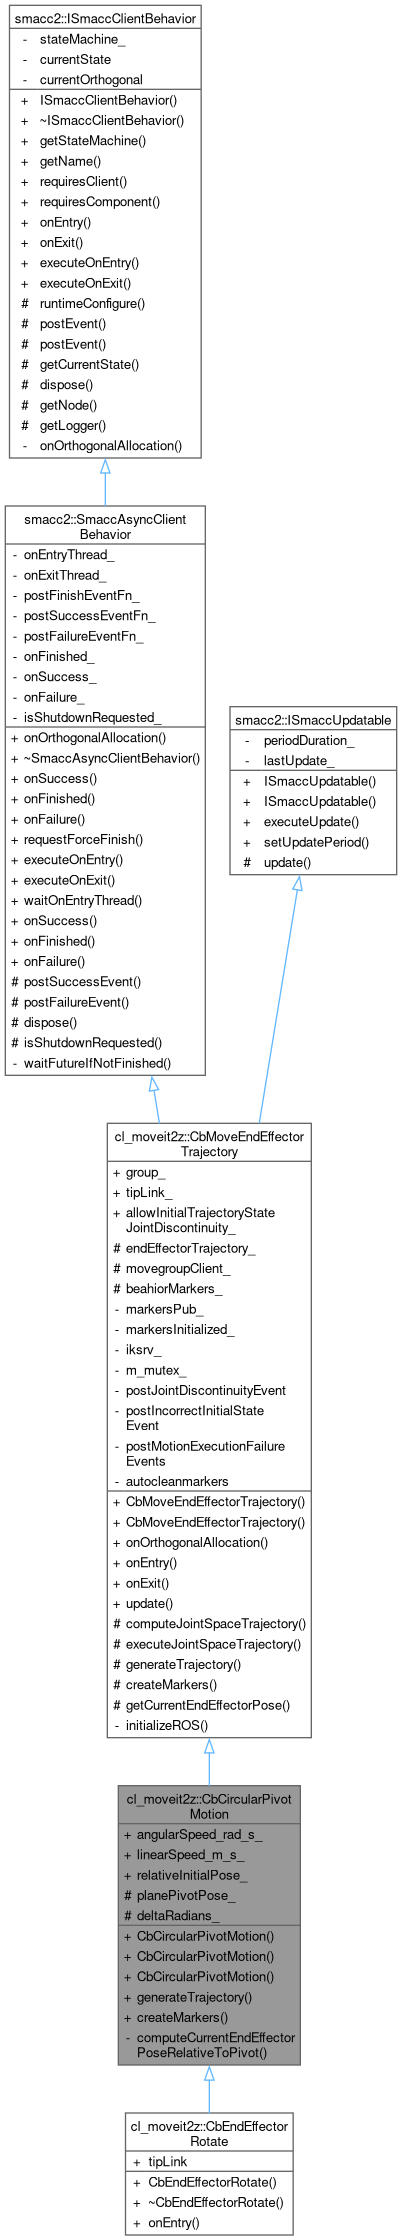 smacc2::ISmaccClientBehavior
- stateMachine_
- currentState
- currentOrthogonal
+ ISmaccClientBehavior()
+ ~ISmaccClientBehavior()
+ getStateMachine()
+ getName()
+ requiresClient()
+ requiresComponent()
+ onEntry()
+ onExit()
+ executeOnEntry()
+ executeOnExit()
# runtimeConfigure()
# postEvent()
# postEvent()
# getCurrentState()
# dispose()
# getNode()
# getLogger()
- onOrthogonalAllocation()
smacc2::SmaccAsyncClient
Behavior
- onEntryThread_
- onExitThread_
- postFinishEventFn_
- postSuccessEventFn_
- postFailureEventFn_
- onFinished_
- onSuccess_
- onFailure_
- isShutdownRequested_
+ onOrthogonalAllocation()
+ ~SmaccAsyncClientBehavior()
+ onSuccess()
+ onFinished()
+ onFailure()
+ requestForceFinish()
+ executeOnEntry()
+ executeOnExit()
+ waitOnEntryThread()
+ onSuccess()
+ onFinished()
+ onFailure()
# postSuccessEvent()
# postFailureEvent()
# dispose()
# isShutdownRequested()
- waitFutureIfNotFinished()
smacc2::ISmaccUpdatable
- periodDuration_
- lastUpdate_
+ ISmaccUpdatable()
+ ISmaccUpdatable()
+ executeUpdate()
+ setUpdatePeriod()
# update()
cl_moveit2z::CbMoveEndEffector
Trajectory
+ group_
+ tipLink_
+ allowInitialTrajectoryState
JointDiscontinuity_
# endEffectorTrajectory_
# movegroupClient_
# beahiorMarkers_
- markersPub_
- markersInitialized_
- iksrv_
- m_mutex_
- postJointDiscontinuityEvent
- postIncorrectInitialState
Event
- postMotionExecutionFailure
Events
- autocleanmarkers
+ CbMoveEndEffectorTrajectory()
+ CbMoveEndEffectorTrajectory()
+ onOrthogonalAllocation()
+ onEntry()
+ onExit()
+ update()
# computeJointSpaceTrajectory()
# executeJointSpaceTrajectory()
# generateTrajectory()
# createMarkers()
# getCurrentEndEffectorPose()
- initializeROS()
cl_moveit2z::CbCircularPivot
Motion
+ angularSpeed_rad_s_
+ linearSpeed_m_s_
+ relativeInitialPose_
# planePivotPose_
# deltaRadians_
+ CbCircularPivotMotion()
+ CbCircularPivotMotion()
+ CbCircularPivotMotion()
+ generateTrajectory()
+ createMarkers()
- computeCurrentEndEffector
PoseRelativeToPivot()
cl_moveit2z::CbEndEffector
Rotate
+ tipLink
+ CbEndEffectorRotate()
+ ~CbEndEffectorRotate()
+ onEntry()